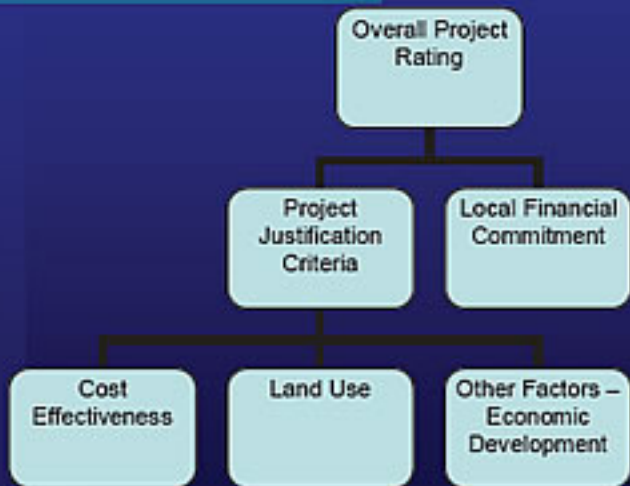 Overall Project
Rating
Project
Justification
Criteria
Local Financial
Commitment
Cost
Effectiveness
Land Use
Other Factors –
Economic
Development